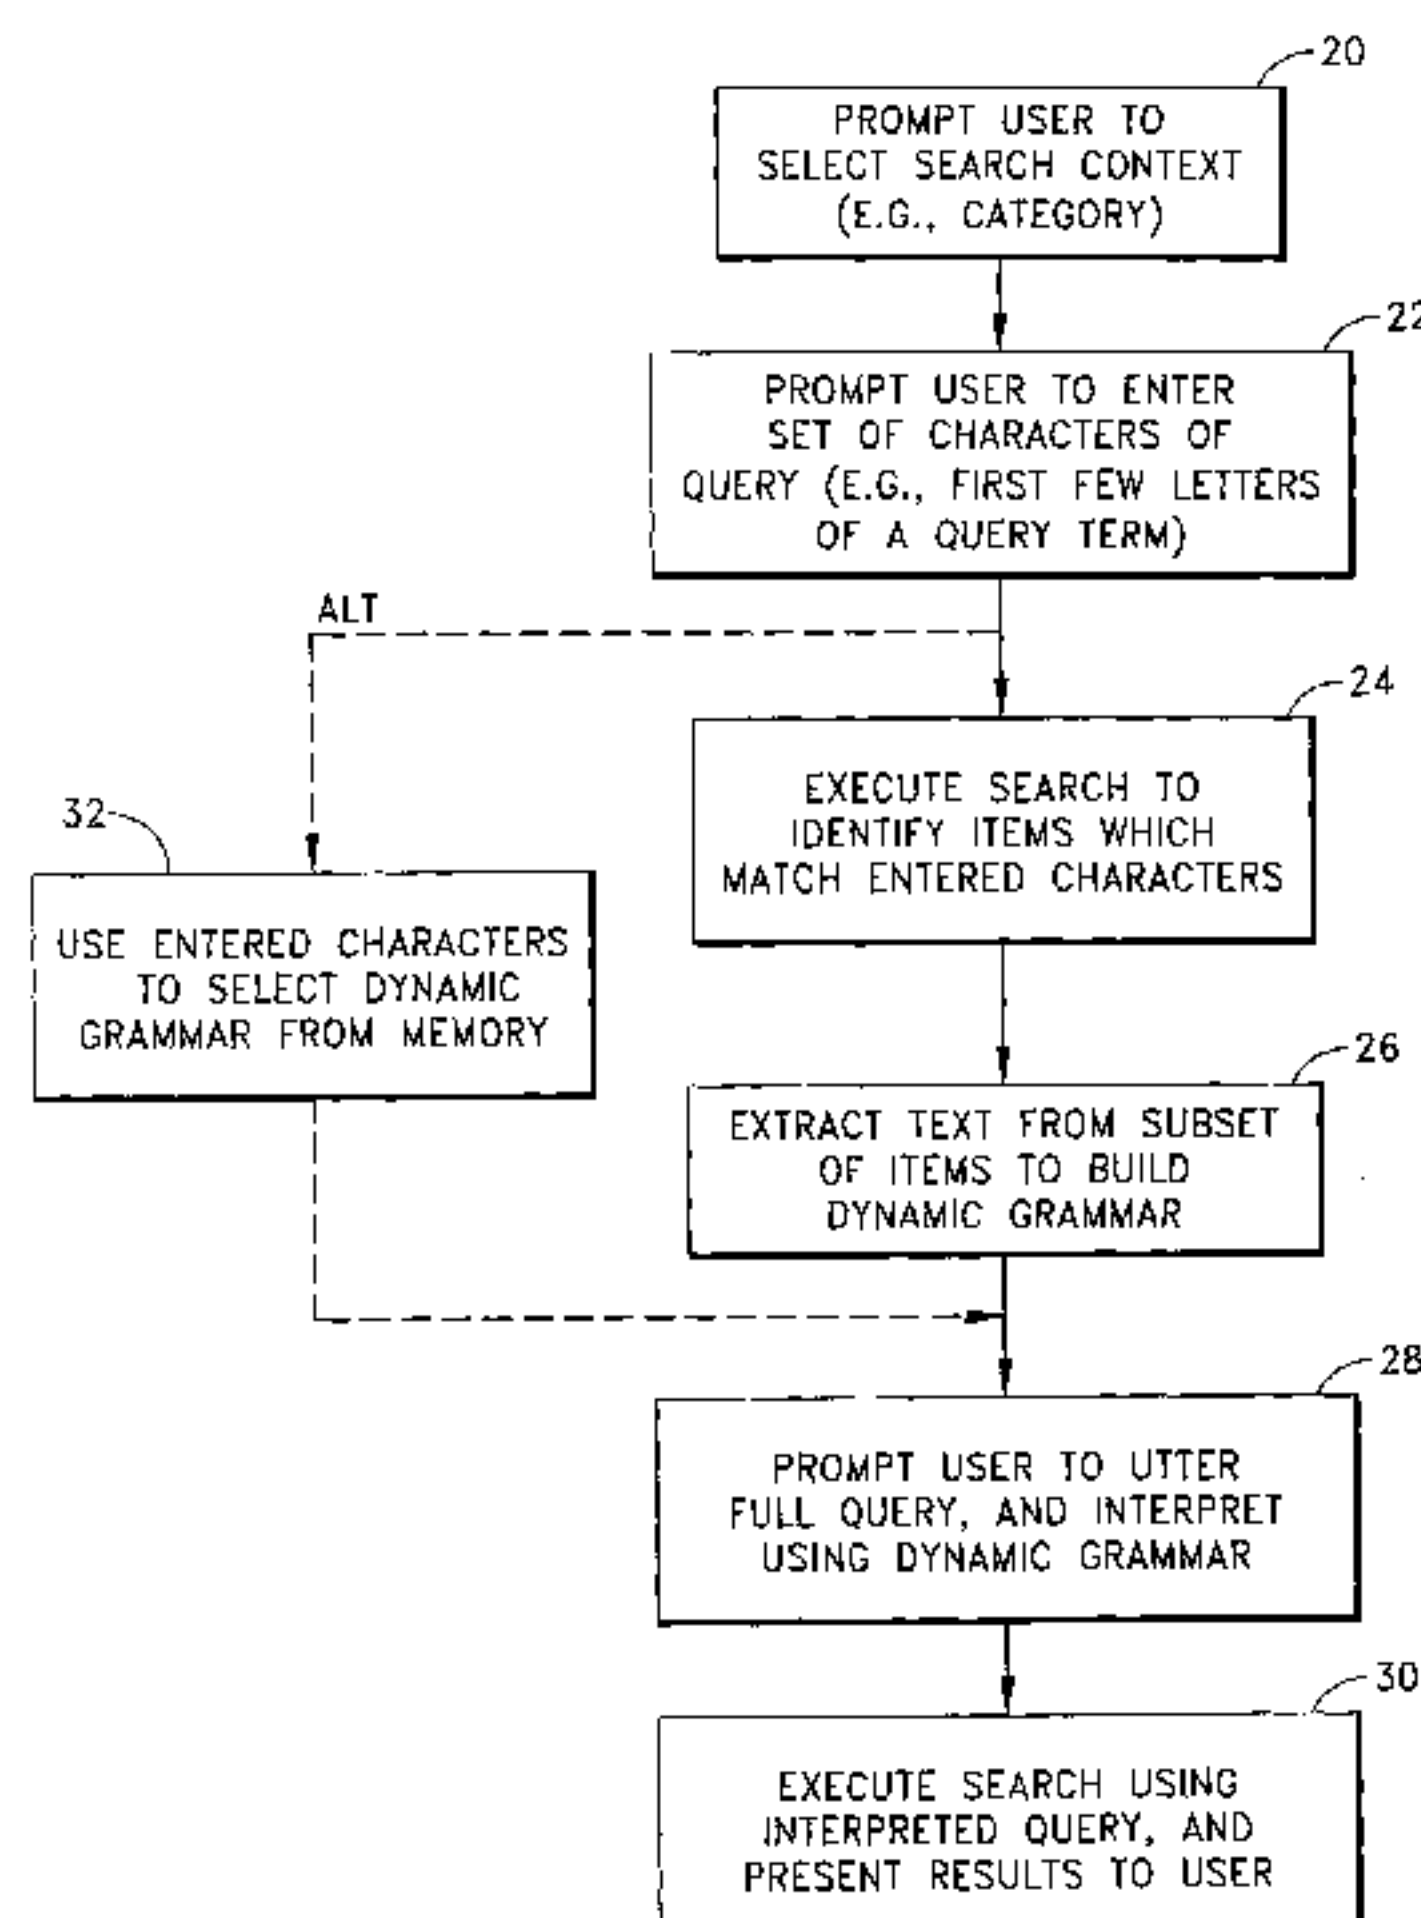 20
PROMPT USER TO
SELECT SEARCH CONTEXT
(E.G., CATEGORY)
22
PROMPT USER TO ENTER
SET OF CHARACTERS OF
QUERY (E.G., FIRST FEW LETTERS
OF A QUERY TERM)
ALT
24
EXECUTE SEARCH TO
IDENTIFY ITEMS WHICH
MATCH ENTERED CHARACTERS
32
USE ENTERED CHARACTERS
TO SELECT DYNAMIC
GRAMMAR FROM MEMORY
26
EXTRACT TEXT FROM SUBSET
OF ITEMS TO BUILD
DYNAMIC GRAMMAR
28
PROMPT USER TO UTTER
FULL QUERY, AND INTERPRET
USING DYNAMIC GRAMMAR
30
EXECUTE SEARCH USING
INTERPRETED QUERY, AND
PRESENT RESULTS TO USER